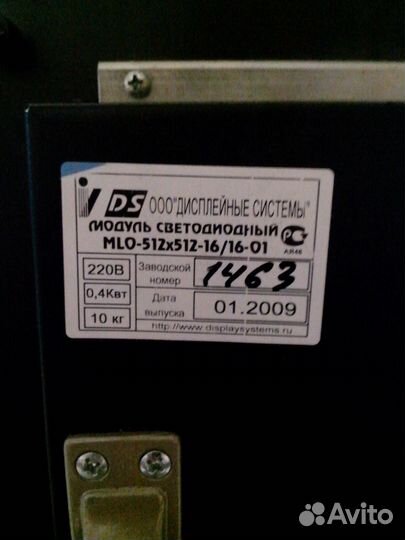 DS ООО"ДИСПЛЕЙНЫЕ СИСТЕМЫ"
МОДУЛЬ СВЕТОДИОДНЫЙ
MLO-512x512-16/16-01
АЯ46
220В Заводской номер 1463
0,4Квт Дата выпуска 01.2009
10 кг
http://www.displaysystems.ru
Avito